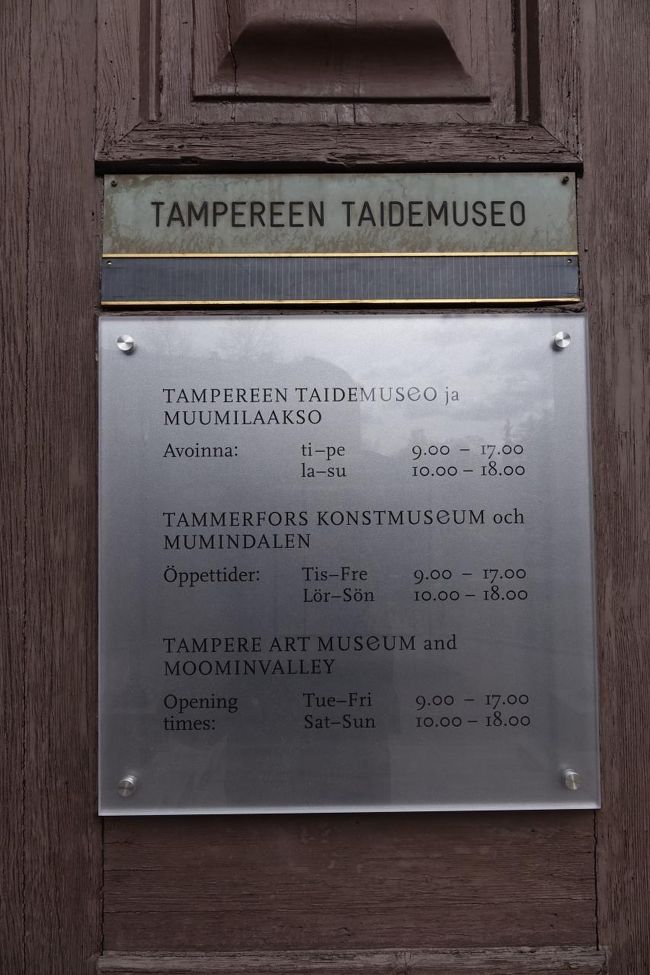 TAMPEREEN TAIDEMUSEO
TAMPEREEN TAIDEMUSEO ja
MUUMILAAKSO
Avoinna: ti–pe 9.00 – 17.00
la–su 10.00 – 18.00
TAMMERFORS KONSTMUSEUM och
MUMINDALEN
Öppettider: Tis–Fre 9.00 – 17.00
Lör–Sön 10.00 – 18.00
TAMPERE ART MUSEUM and
MOOMINVALLEY
Opening Tue–Fri 9.00 – 17.00
times: Sat–Sun 10.00 – 18.00